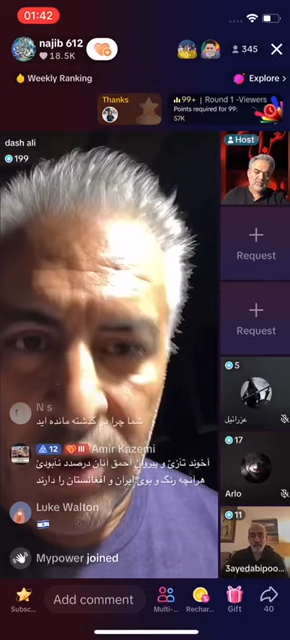 01:42
najib 612
18.5K
345
Weekly Ranking
Explore >
Thanks
99+ | Round 1 -Viewers
Points required for 99:
57K
dash ali
199
Host
Request
Request
5
عزرائیل
17
Arlo
11
3ayedabipoo...
N s
شما چرا در گذشته مانده اید
12 III Amir Kazemi
آخوند تازیٔ و پیروان احمق آنان درصدد نابودیٔ
هرآنچه رنگ و بویٔ ایران و افغانستان را دارند
Luke Walton
🇮🇱
Mypower joined
Subsc...
Add comment
Multi-...
Rechar...
Gift
40